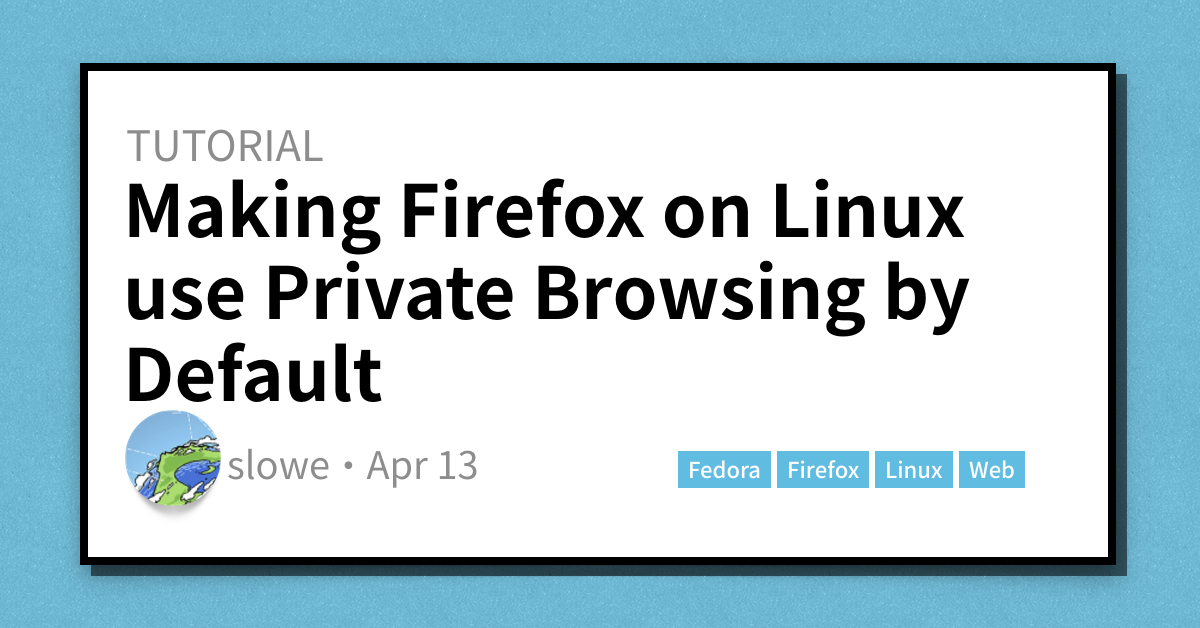 TUTORIAL
Making Firefox on Linux
use Private Browsing by
Default
slowe • Apr 13
Fedora Firefox Linux Web